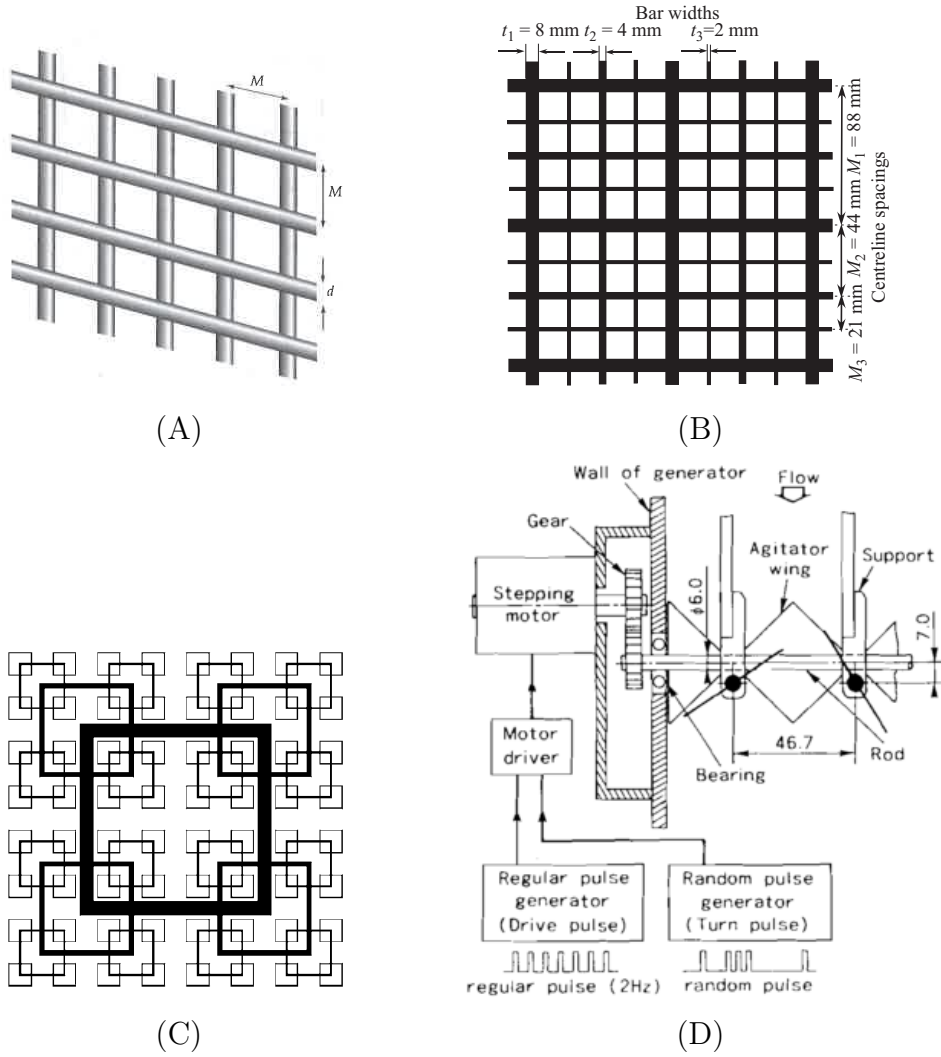 M
M
d
(A)
Bar widths
t₁ = 8 mm t₂ = 4 mm t₃=2 mm
M₁ = 88 mm
M₂ = 44 mm
M₃ = 21 mm
Centreline spacings
(B)
(C)
Wall of generator
Flow
Gear
Agitator
wing
Support
Stepping
motor
φ6.0
7.0
Motor
driver
46.7
Bearing
Rod
Regular pulse
generator
(Drive pulse)
Random pulse
generator
(Turn pulse)
regular pulse (2Hz)
random pulse
(D)